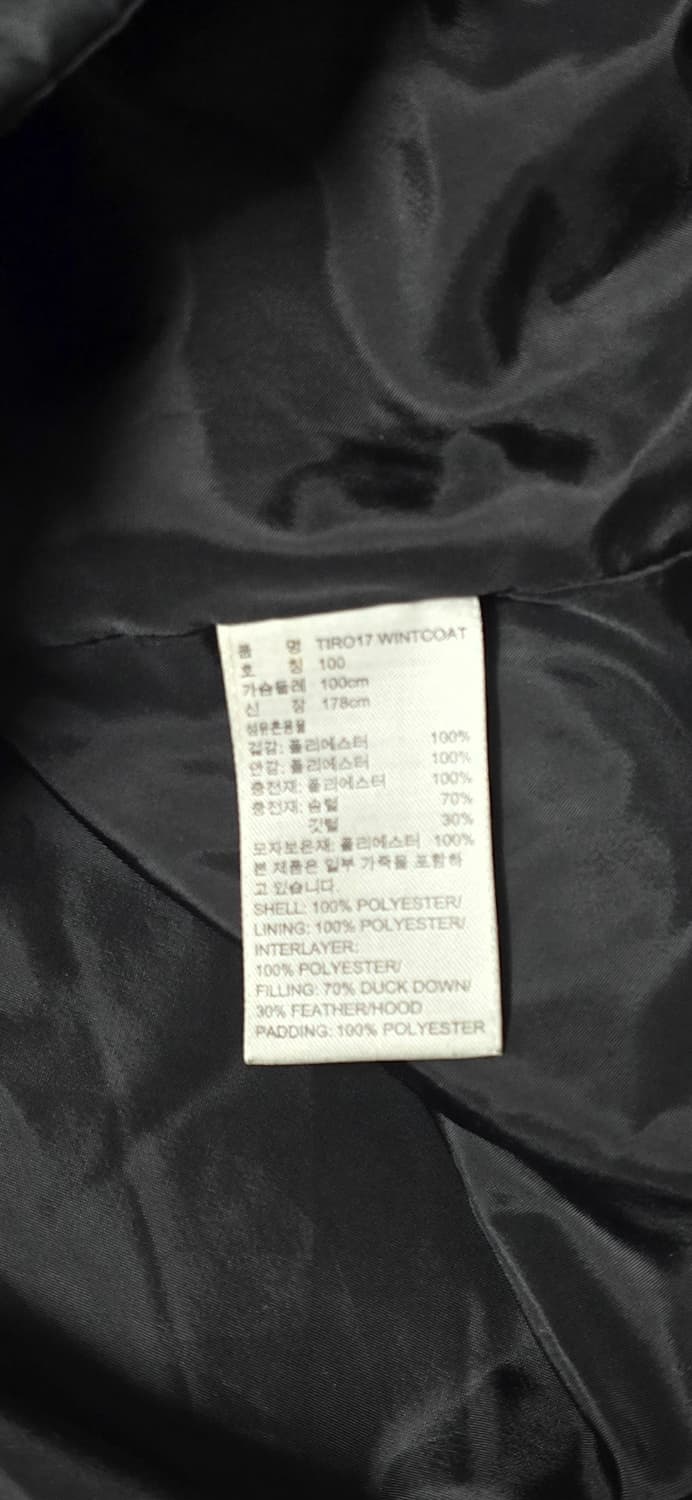 품 명 TIRO17 WINTCOAT
호 칭 100
가슴둘레 100cm
신 장 178cm
섬유혼용율
겉감: 폴리에스터 100%
안감: 폴리에스터 100%
충전재: 폴리에스터 100%
충전재: 솜털 70%
깃털 30%
모자보온재: 폴리에스터 100%
본 제품은 일부 가죽을 포함하
고 있습니다.
SHELL: 100% POLYESTER/
LINING: 100% POLYESTER/
INTERLAYER:
100% POLYESTER/
FILLING: 70% DUCK DOWN/
30% FEATHER/HOOD
PADDING: 100% POLYESTER